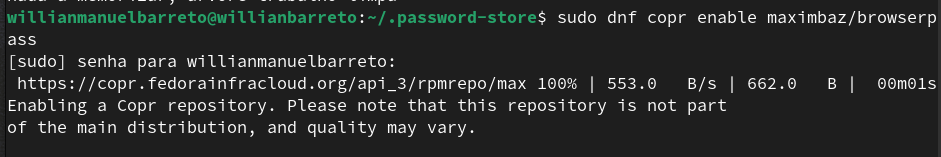 willianmanuelbarreto@willianbarreto:~/.password-store$ sudo dnf copr enable maximbaz/browserp
ass
[sudo] senha para willianmanuelbarreto:
 https://copr.fedorainfracloud.org/api_3/rpmrepo/max 100% | 553.0   B/s | 662.0   B |  00m01s
Enabling a Copr repository. Please note that this repository is not part
of the main distribution, and quality may vary.